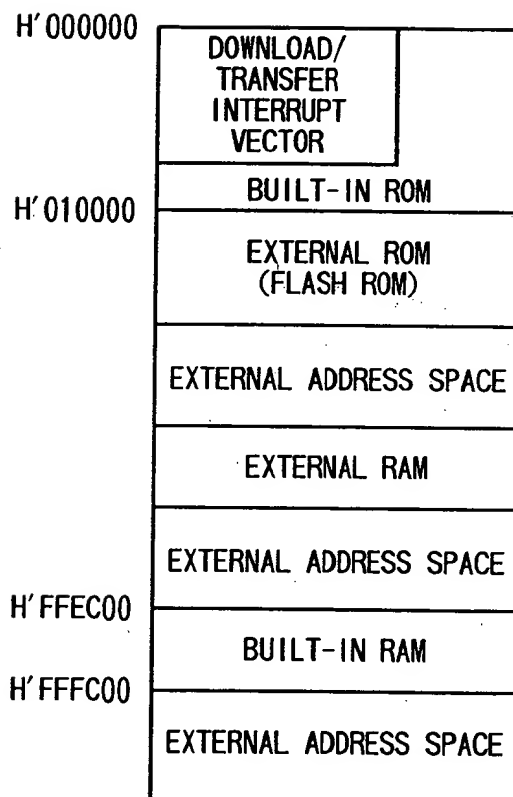 H'000000
DOWNLOAD/
TRANSFER
INTERRUPT
VECTOR
BUILT-IN ROM
H'010000
EXTERNAL ROM
(FLASH ROM)
EXTERNAL ADDRESS SPACE
EXTERNAL RAM
EXTERNAL ADDRESS SPACE
H'FFEC00
BUILT-IN RAM
H'FFFC00
EXTERNAL ADDRESS SPACE